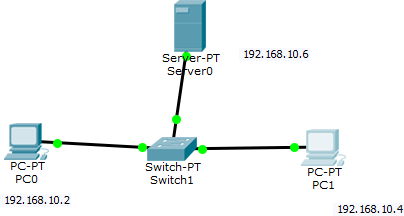 Server-PT
Server0
192.168.10.6
PC-PT
PC0
192.168.10.2
Switch-PT
Switch1
PC-PT
PC1
192.168.10.4